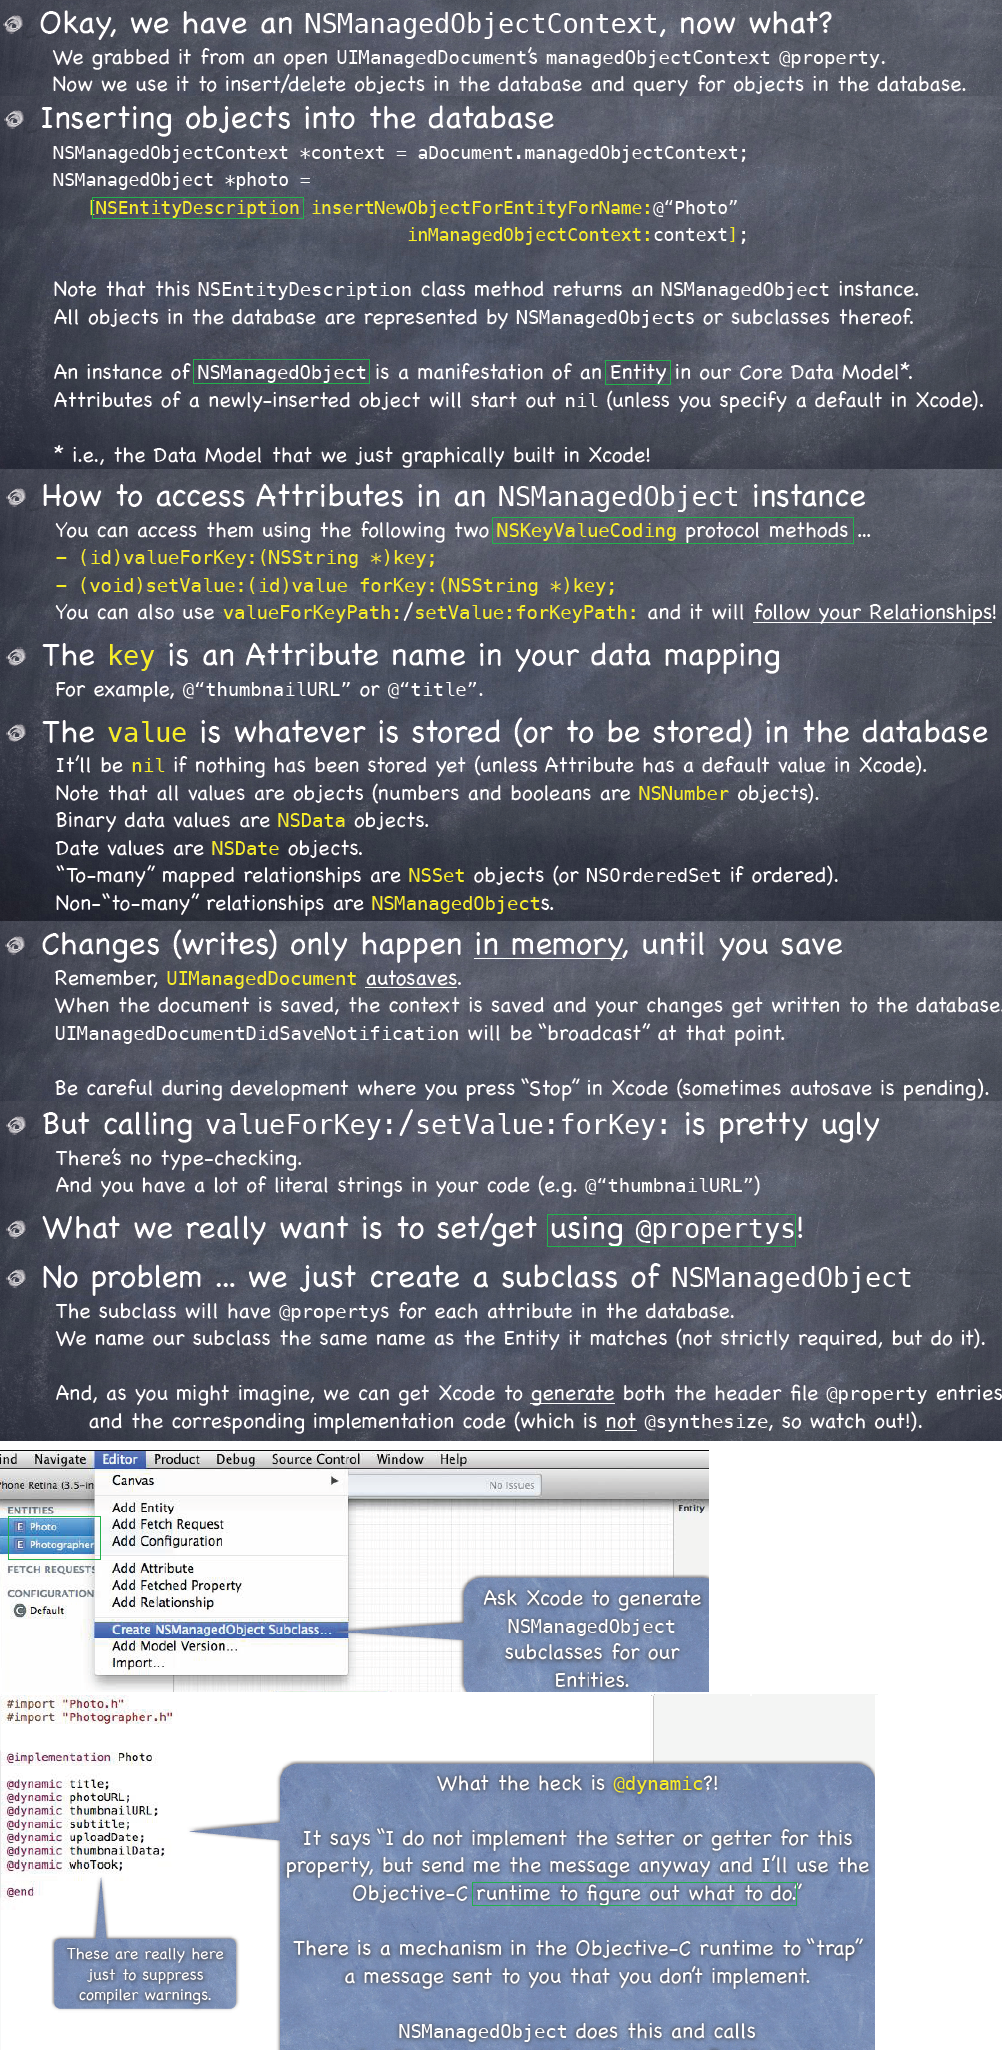 Okay, we have an NSManagedObjectContext, now what?
We grabbed it from an open UIManagedDocument's managedObjectContext @property.
Now we use it to insert/delete objects in the database and query for objects in the database.
Inserting objects into the database
NSManagedObjectContext *context = aDocument.managedObjectContext;
NSManagedObject *photo =
[NSEntityDescription insertNewObjectForEntityForName:@“Photo”
inManagedObjectContext:context];
Note that this NSEntityDescription class method returns an NSManagedObject instance.
All objects in the database are represented by NSManagedObjects or subclasses thereof.
An instance of NSManagedObject is a manifestation of an Entity in our Core Data Model*.
Attributes of a newly-inserted object will start out nil (unless you specify a default in Xcode).
* i.e., the Data Model that we just graphically built in Xcode!
How to access Attributes in an NSManagedObject instance
You can access them using the following two NSKeyValueCoding protocol methods ...
- (id)valueForKey:(NSString *)key;
- (void)setValue:(id)value forKey:(NSString *)key;
You can also use valueForKeyPath:/setValue:forKeyPath: and it will follow your Relationships!
The key is an Attribute name in your data mapping
For example, @“thumbnailURL” or @“title”.
The value is whatever is stored (or to be stored) in the database
It'll be nil if nothing has been stored yet (unless Attribute has a default value in Xcode).
Note that all values are objects (numbers and booleans are NSNumber objects).
Binary data values are NSData objects.
Date values are NSDate objects.
“To-many” mapped relationships are NSSet objects (or NSOrderedSet if ordered).
Non-“to-many” relationships are NSManagedObjects.
Changes (writes) only happen in memory, until you save
Remember, UIManagedDocument autosaves.
When the document is saved, the context is saved and your changes get written to the database.
UIManagedDocumentDidSaveNotification will be “broadcast” at that point.
Be careful during development where you press “Stop” in Xcode (sometimes autosave is pending).
But calling valueForKey:/setValue:forKey: is pretty ugly
There's no type-checking.
And you have a lot of literal strings in your code (e.g. @“thumbnailURL”)
What we really want is to set/get using @propertys!
No problem ... we just create a subclass of NSManagedObject
The subclass will have @propertys for each attribute in the database.
We name our subclass the same name as the Entity it matches (not strictly required, but do it).
And, as you might imagine, we can get Xcode to generate both the header file @property entries
and the corresponding implementation code (which is not @synthesize, so watch out!).
ind Navigate Editor Product Debug Source Control Window Help
Phone Retina (3.5-in
Canvas
No Issues
ENTITIES
Photo
Photographer
FETCH REQUESTS
CONFIGURATION
Default
Add Entity
Add Fetch Request
Add Configuration
Add Attribute
Add Fetched Property
Add Relationship
Create NSManagedObject Subclass...
Add Model Version...
Import...
Entity
Ask Xcode to generate
NSManagedObject
subclasses for our
Entities.
#import "Photo.h"
#import "Photographer.h"
@implementation Photo
@dynamic title;
@dynamic photoURL;
@dynamic thumbnailURL;
@dynamic subtitle;
@dynamic uploadDate;
@dynamic thumbnailData;
@dynamic whoTook;
@end
These are really here
just to suppress
compiler warnings.
What the heck is @dynamic?!
It says “I do not implement the setter or getter for this
property, but send me the message anyway and I'll use the
Objective-C runtime to figure out what to do.”
There is a mechanism in the Objective-C runtime to “trap”
a message sent to you that you don't implement.
NSManagedObject does this and calls